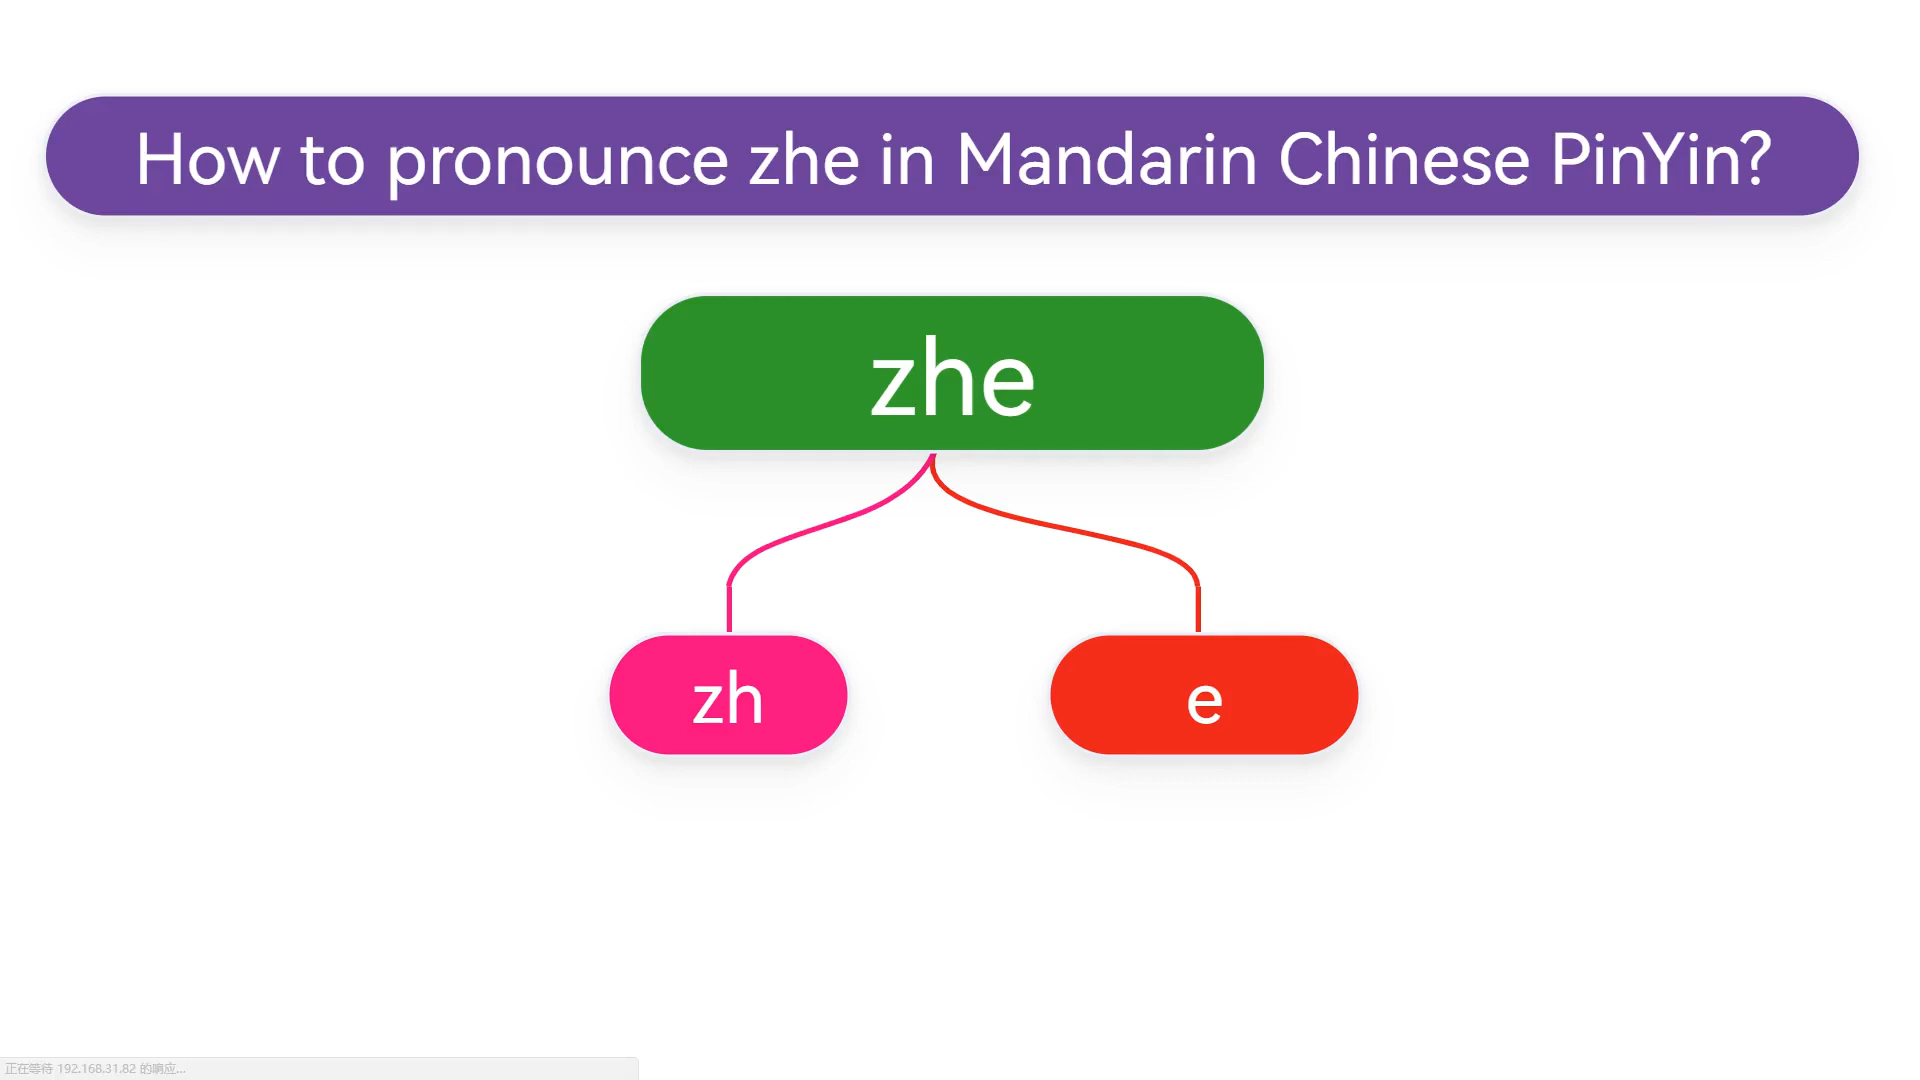 How to pronounce zhe in Mandarin Chinese PinYin?
zhe
zh
e
正在等待 192.168.31.82 的响应...